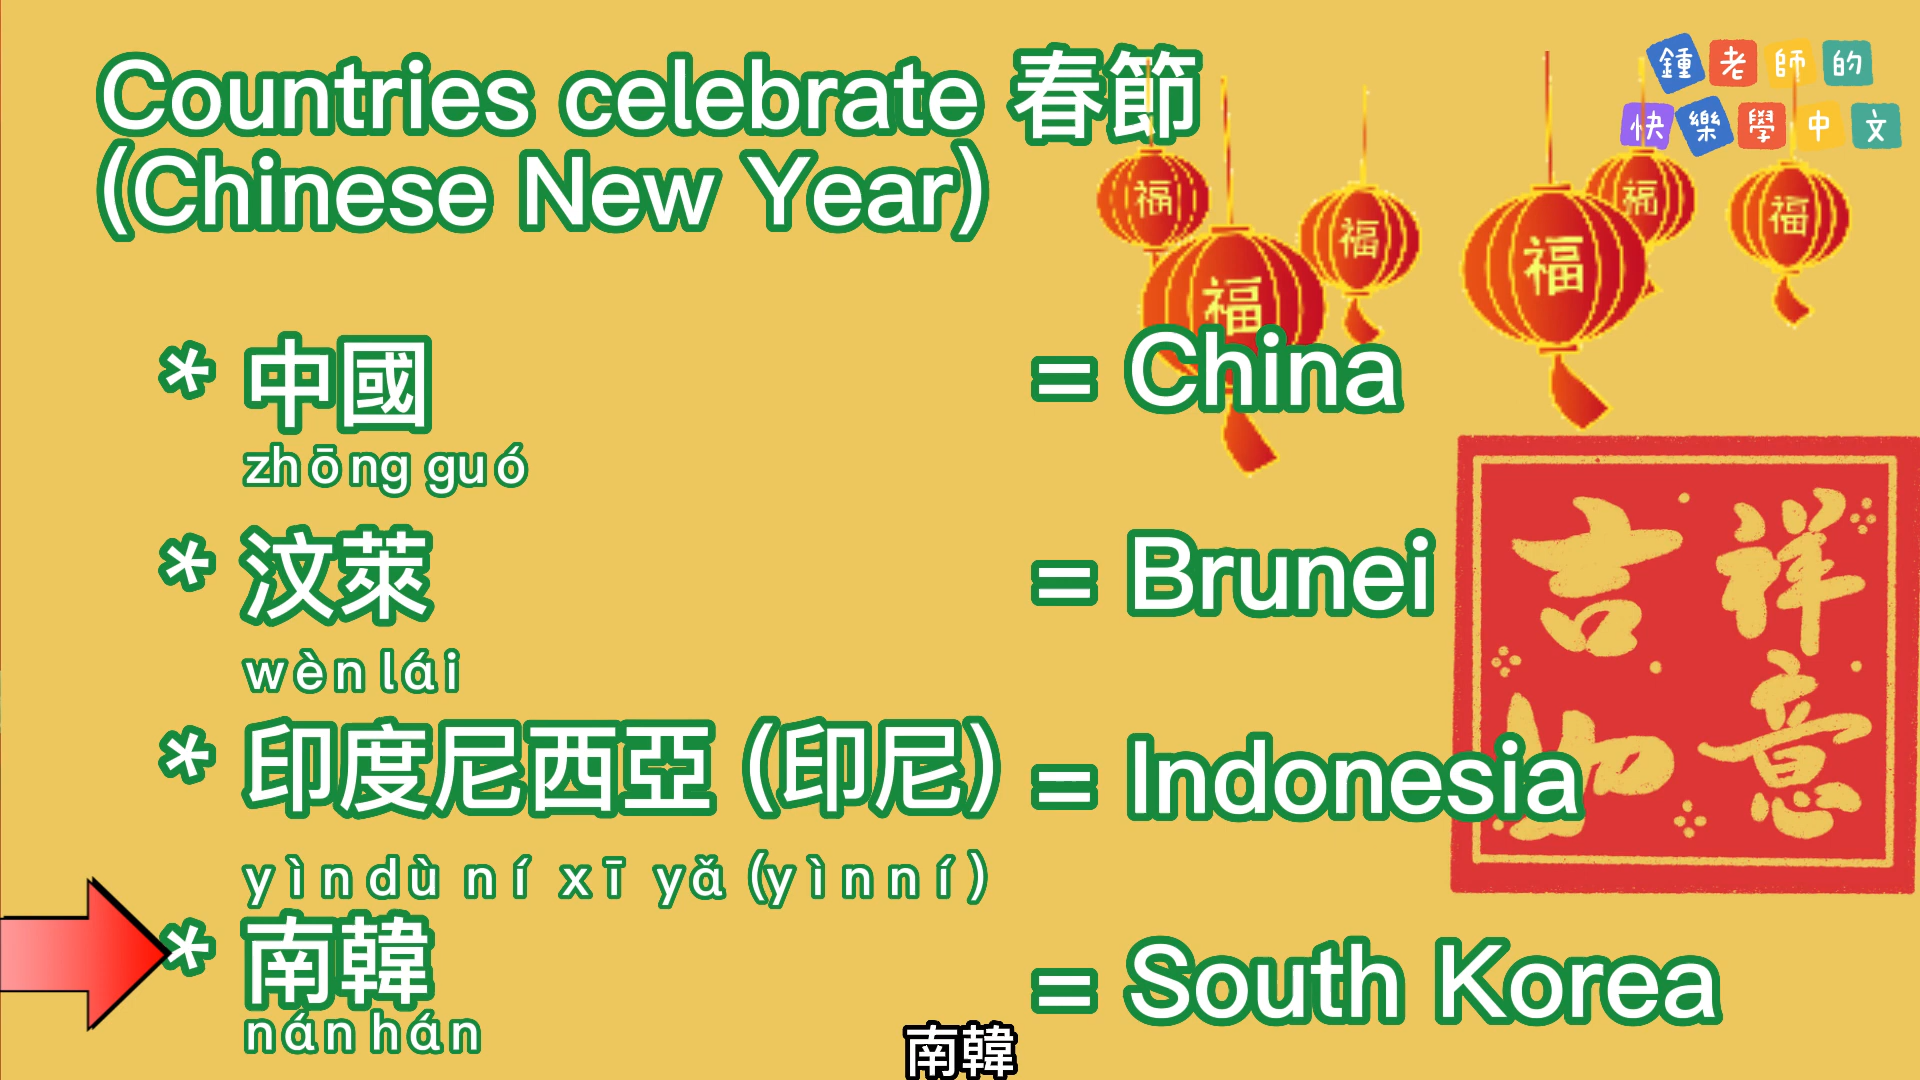 Countries celebrate 春節
(Chinese New Year)
鍾老師的
快樂學中文
福
福
福
福
福
福
* 中國 = China
zhōng guó
* 汶萊 = Brunei
wèn lái
* 印度尼西亞 (印尼) = Indonesia
yìn dù ní xī yǎ (yìn ní)
* 南韓 = South Korea
nán hán
吉祥
如意
南韓